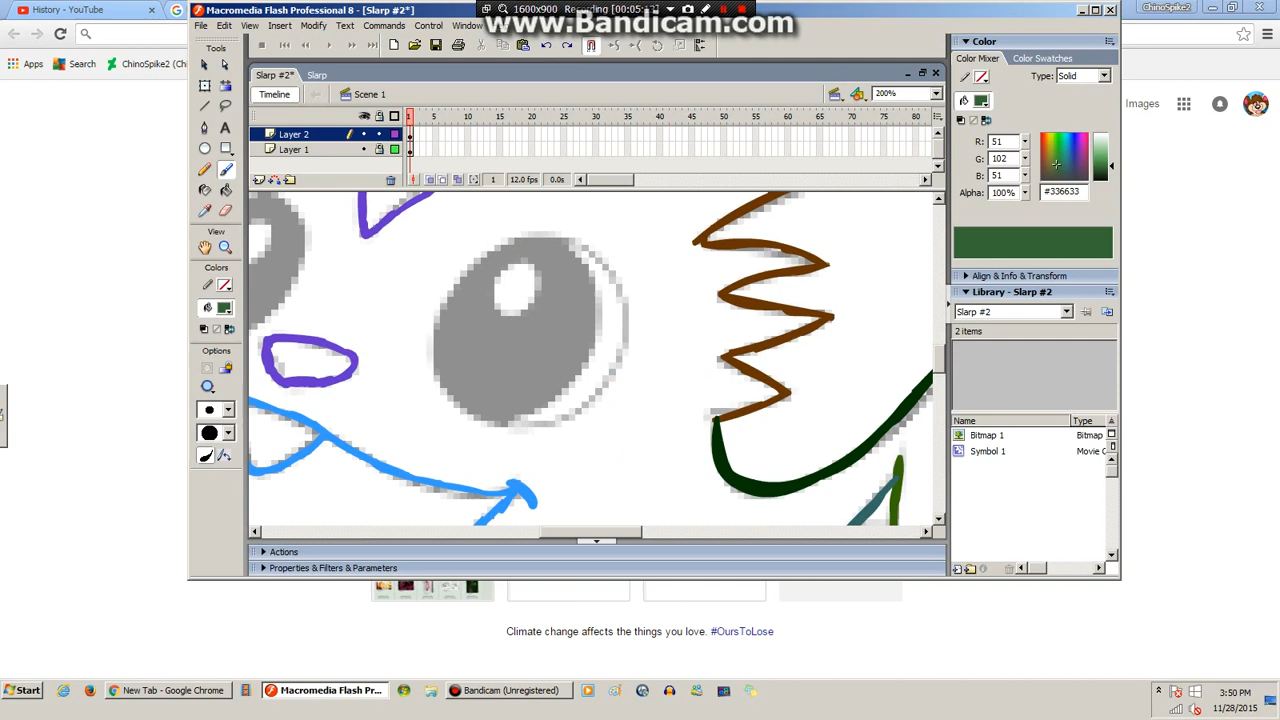 History - YouTube
Macromedia Flash Professional 8 - [Slarp #2*]
1600x900 Recording
www.Bandicam.com
ChinoSpike2
File Edit View Insert Modify Text Commands Control Window
Apps Search ChinoSpike2 (
Images
Tools
View
Colors
Options
Slarp #2* Slarp
Timeline Scene 1 200%
1 5 10 15 20 25 30 35 40 45 50 55 60 65 70 75 80
Layer 2
Layer 1
1 12.0 fps 0.0s
Color
Color Mixer Color Swatches
Type: Solid
R: 51
G: 102
B: 51
Alpha: 100% #336633
Align & Info & Transform
Library - Slarp #2
Slarp #2
2 items
Name Type
Bitmap 1 Bitmap
Symbol 1 Movie C
Actions
Properties & Filters & Parameters
Climate change affects the things you love. #OursToLose
Start New Tab - Google Chrome Macromedia Flash Pr... Bandicam (Unregistered)
3:50 PM
11/28/2015